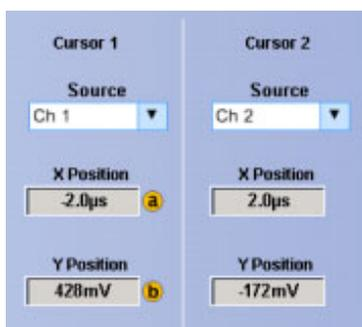 Cursor 1 Cursor 2
Source Source
Ch 1 Ch 2
X Position X Position
-2.0µs a 2.0µs
Y Position Y Position
428mV b -172mV